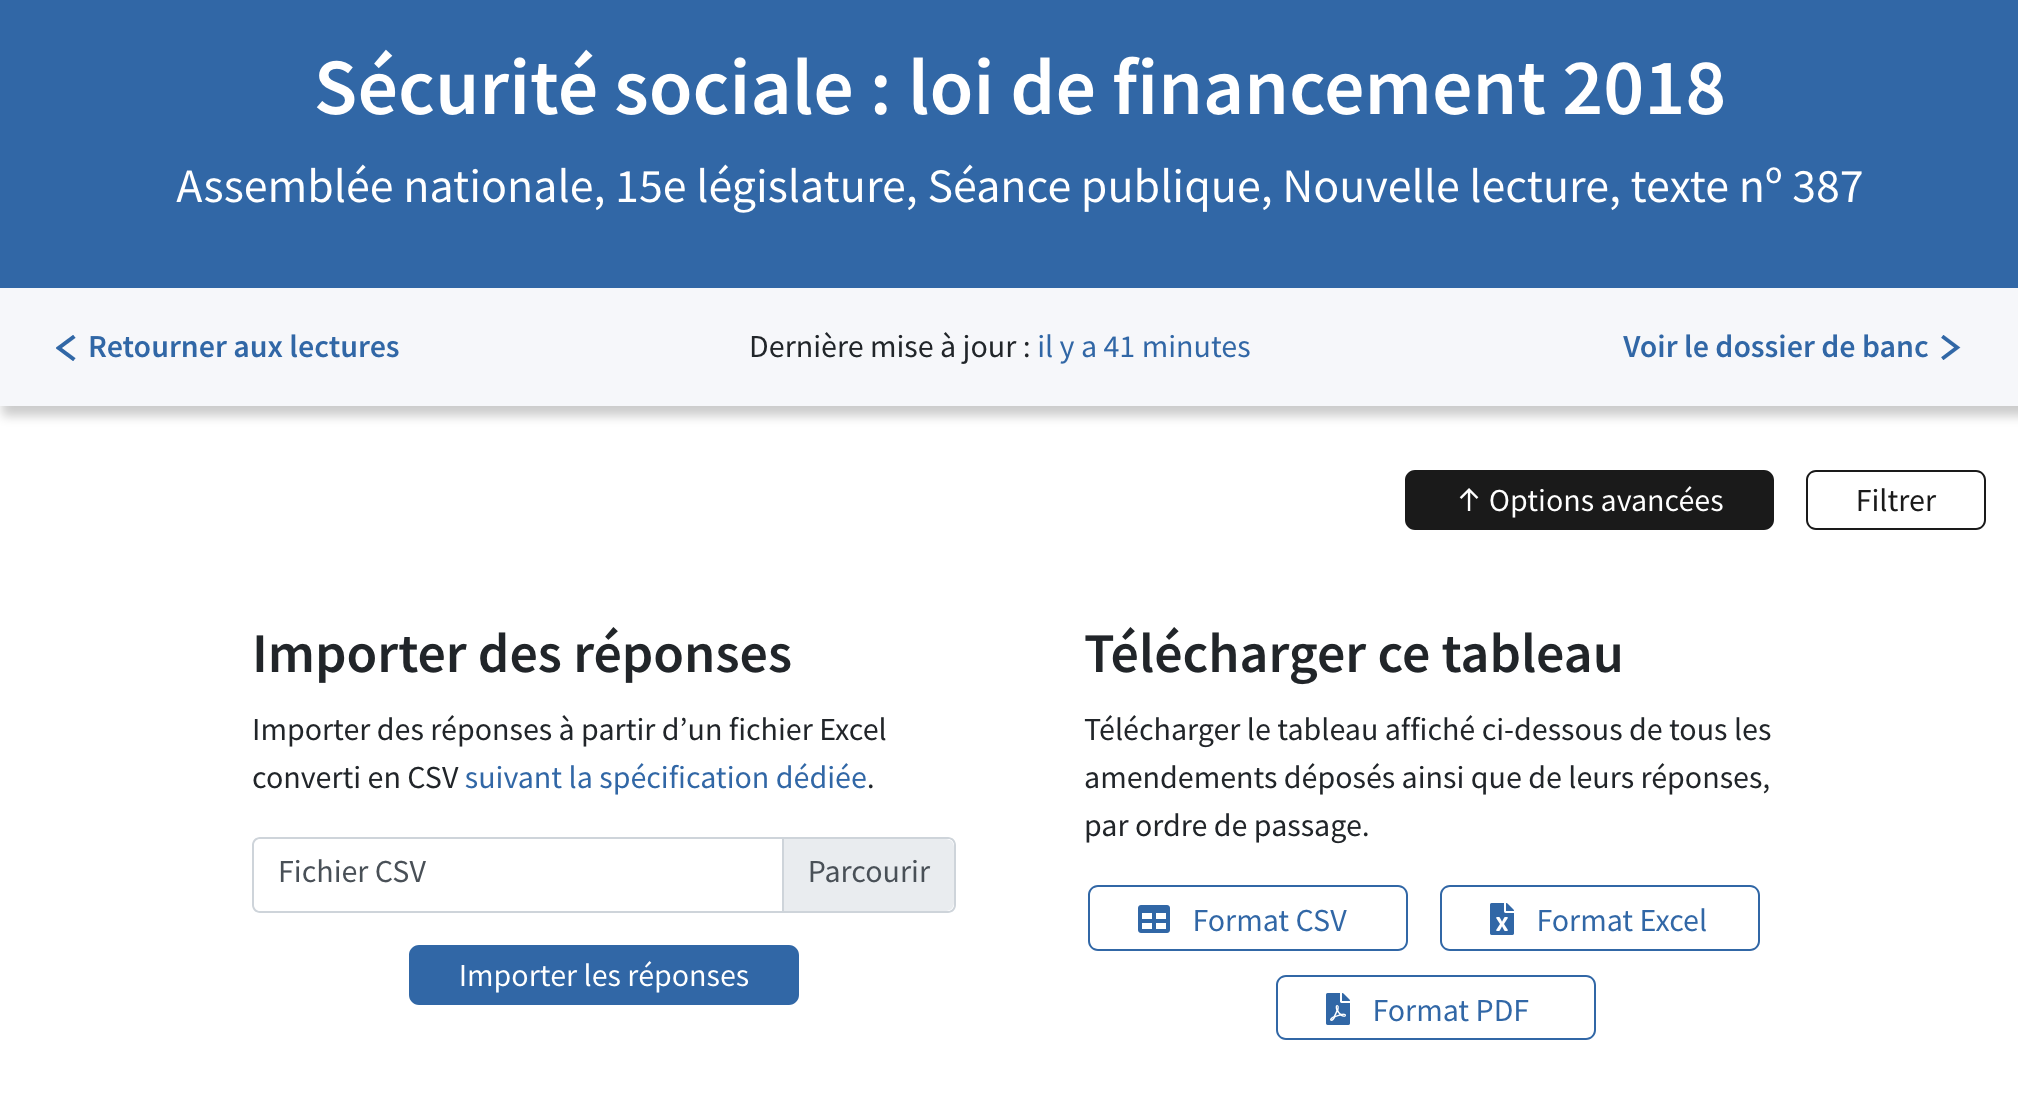 Sécurité sociale : loi de financement 2018
Assemblée nationale, 15e législature, Séance publique, Nouvelle lecture, texte nº 387
Retourner aux lectures
Dernière mise à jour : il y a 41 minutes
Voir le dossier de banc
↑ Options avancées
Filtrer
Importer des réponses
Importer des réponses à partir d’un fichier Excel
converti en CSV suivant la spécification dédiée.
Fichier CSV
Parcourir
Importer les réponses
Télécharger ce tableau
Télécharger le tableau affiché ci-dessous de tous les
amendements déposés ainsi que de leurs réponses,
par ordre de passage.
Format CSV
Format Excel
Format PDF